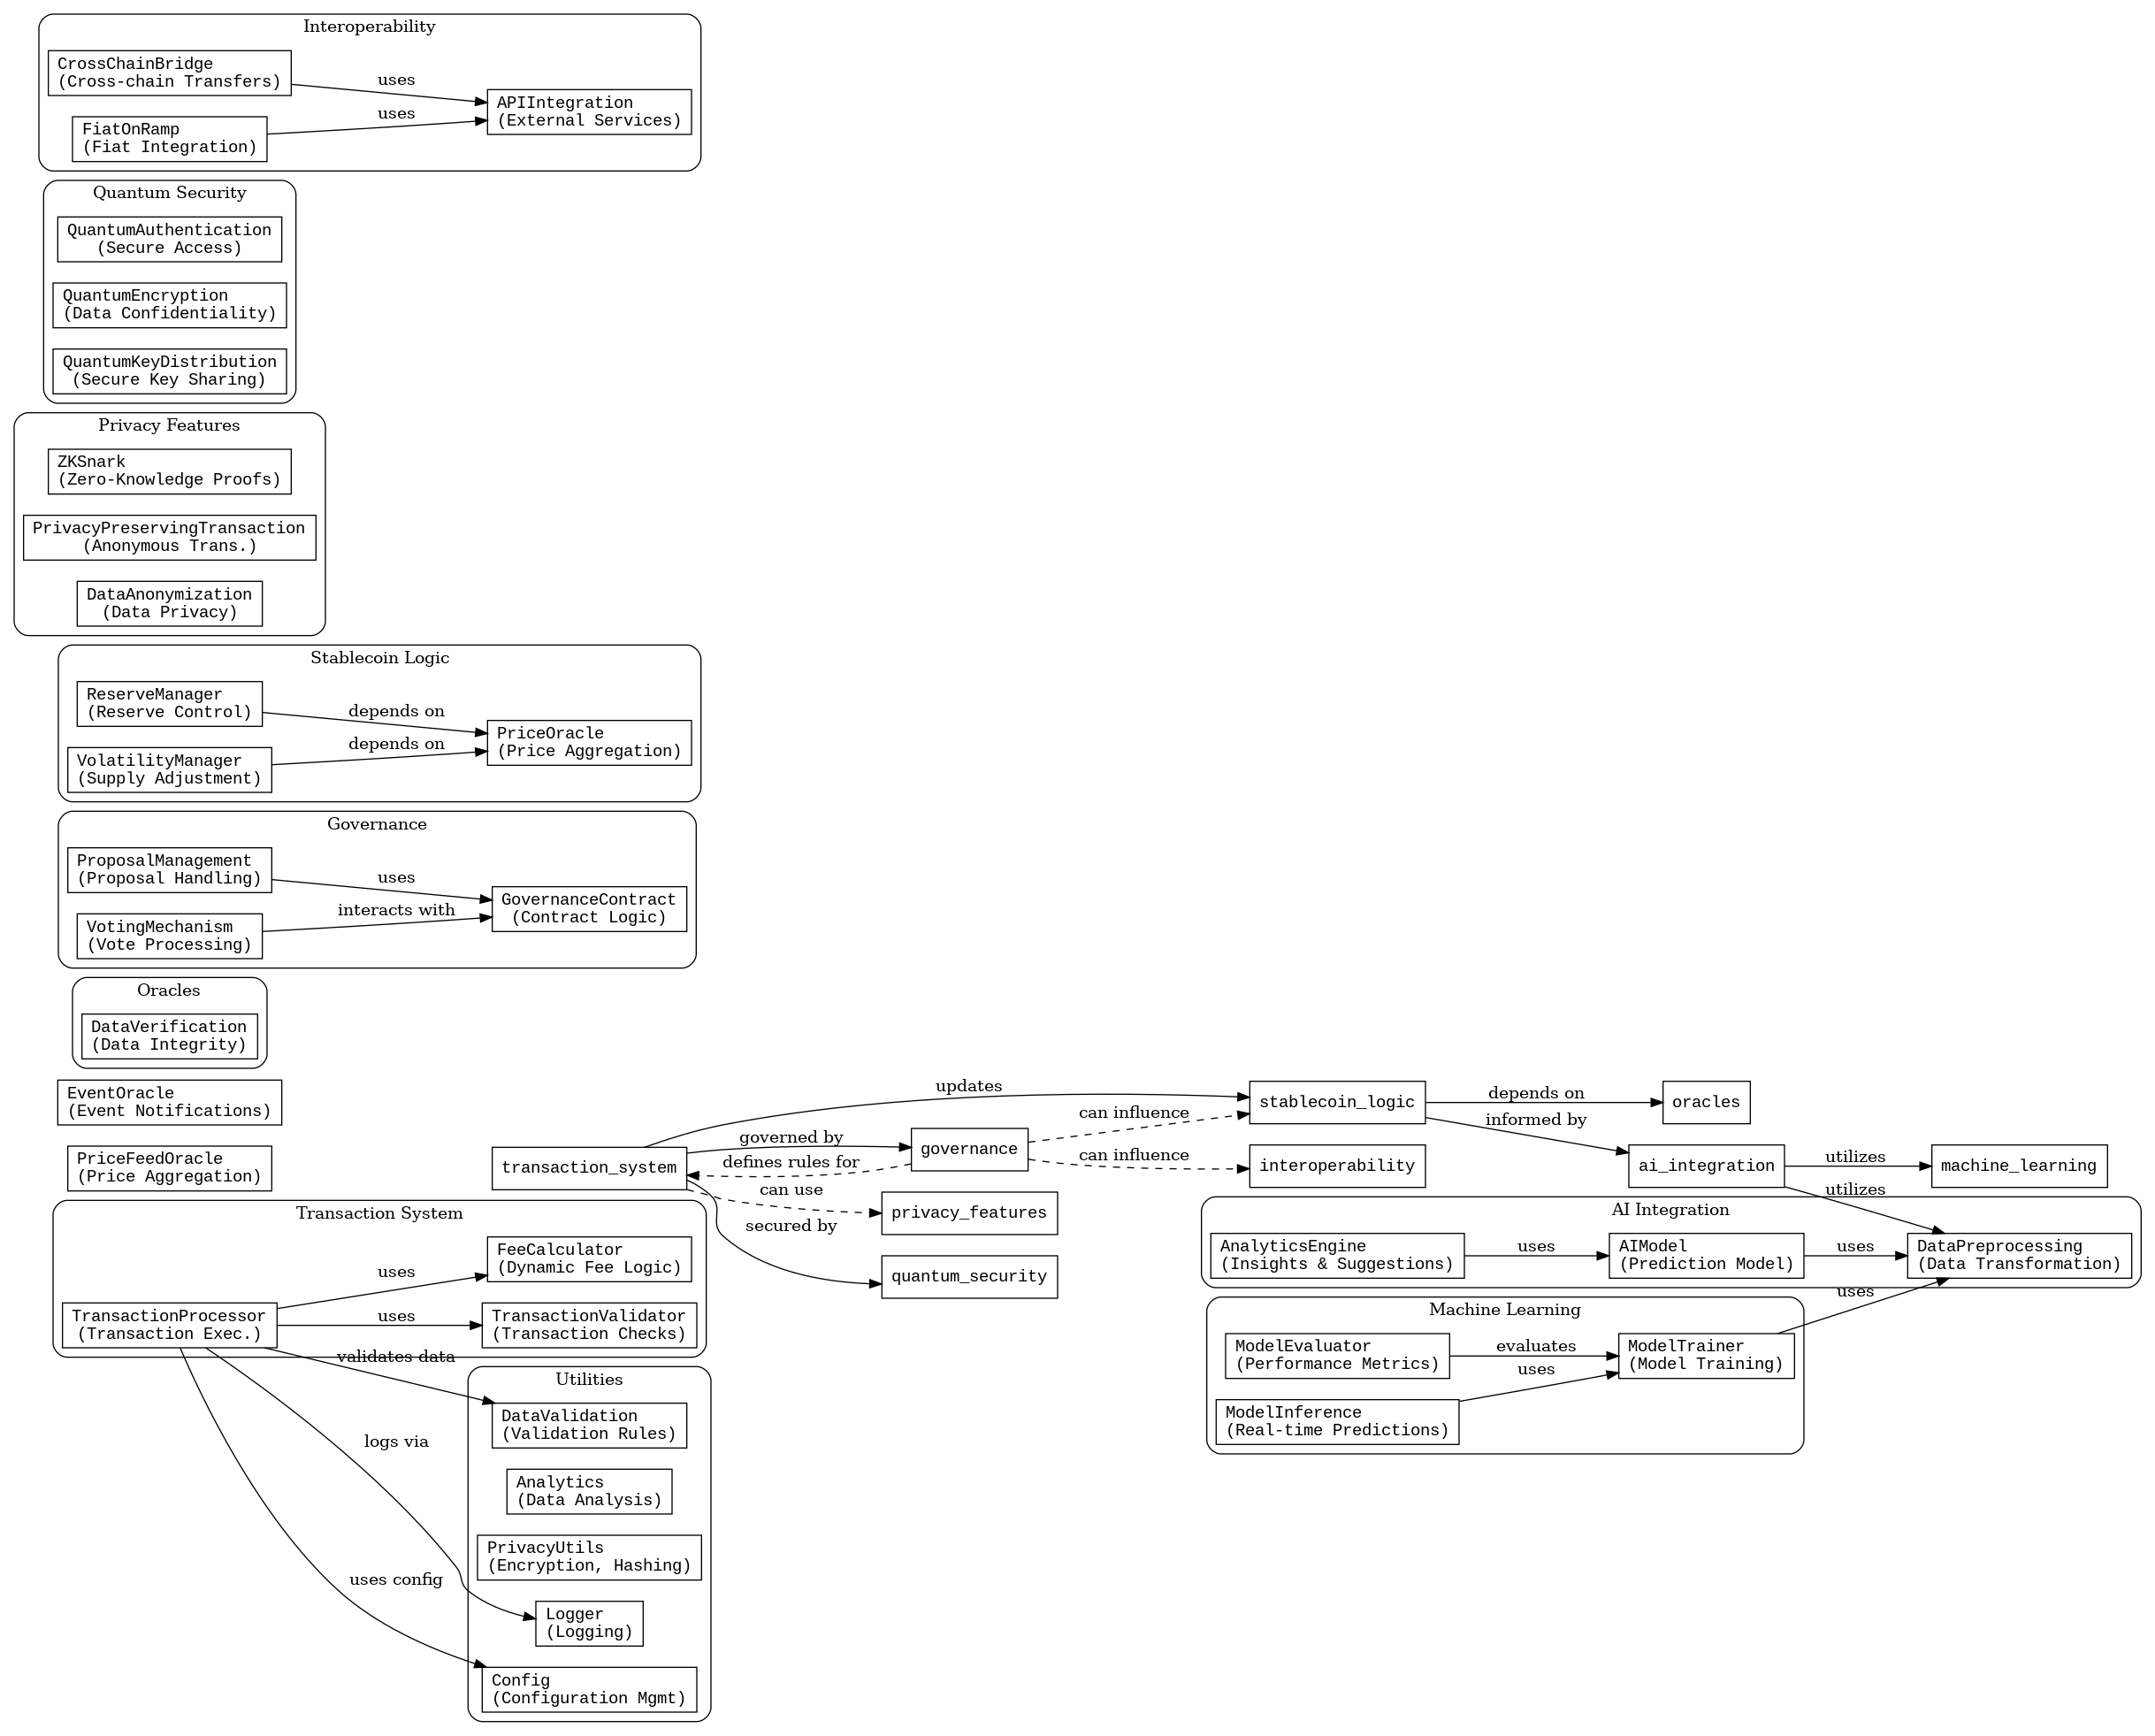 Interoperability
CrossChainBridge
(Cross-chain Transfers)
uses
APIIntegration
(External Services)
uses
FiatOnRamp
(Fiat Integration)
Quantum Security
QuantumAuthentication
(Secure Access)
QuantumEncryption
(Data Confidentiality)
QuantumKeyDistribution
(Secure Key Sharing)
Privacy Features
ZKSnark
(Zero-Knowledge Proofs)
PrivacyPreservingTransaction
(Anonymous Trans.)
DataAnonymization
(Data Privacy)
Stablecoin Logic
ReserveManager
(Reserve Control)
depends on
PriceOracle
(Price Aggregation)
depends on
VolatilityManager
(Supply Adjustment)
Governance
ProposalManagement
(Proposal Handling)
uses
GovernanceContract
(Contract Logic)
interacts with
VotingMechanism
(Vote Processing)
Oracles
DataVerification
(Data Integrity)
EventOracle
(Event Notifications)
PriceFeedOracle
(Price Aggregation)
transaction_system
updates
governed by
defines rules for
can use
secured by
governance
privacy_features
quantum_security
can influence
can influence
stablecoin_logic
interoperability
depends on
informed by
oracles
ai_integration
utilizes
utilizes
machine_learning
Transaction System
FeeCalculator
(Dynamic Fee Logic)
uses
TransactionProcessor
(Transaction Exec.)
uses
TransactionValidator
(Transaction Checks)
validates data
logs via
uses config
AI Integration
AnalyticsEngine
(Insights & Suggestions)
uses
AIModel
(Prediction Model)
uses
DataPreprocessing
(Data Transformation)
uses
Machine Learning
ModelEvaluator
(Performance Metrics)
evaluates
ModelTrainer
(Model Training)
uses
ModelInference
(Real-time Predictions)
Utilities
DataValidation
(Validation Rules)
Analytics
(Data Analysis)
PrivacyUtils
(Encryption, Hashing)
Logger
(Logging)
Config
(Configuration Mgmt)